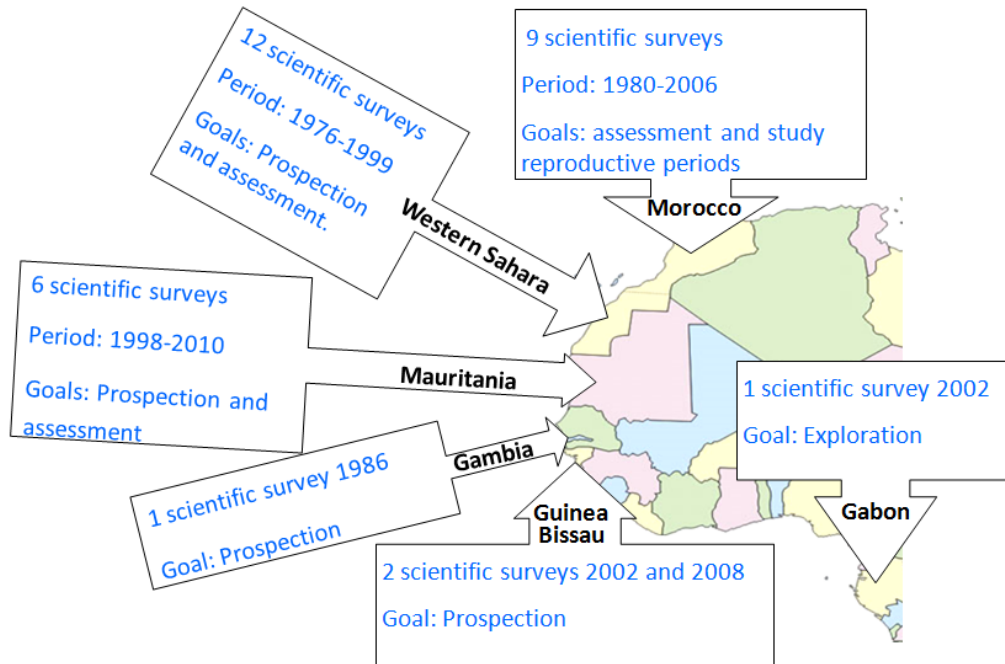 12 scientific surveys
Period: 1976-1999
Goals: Prospection
and assessment.
Western Sahara
9 scientific surveys
Period: 1980-2006
Goals: assessment and study
reproductive periods
Morocco
6 scientific surveys
Period: 1998-2010
Goals: Prospection and
assessment
Mauritania
1 scientific survey 2002
Goal: Exploration
Gabon
1 scientific survey 1986
Goal: Prospection
Gambia
Guinea
Bissau
2 scientific surveys 2002 and 2008
Goal: Prospection